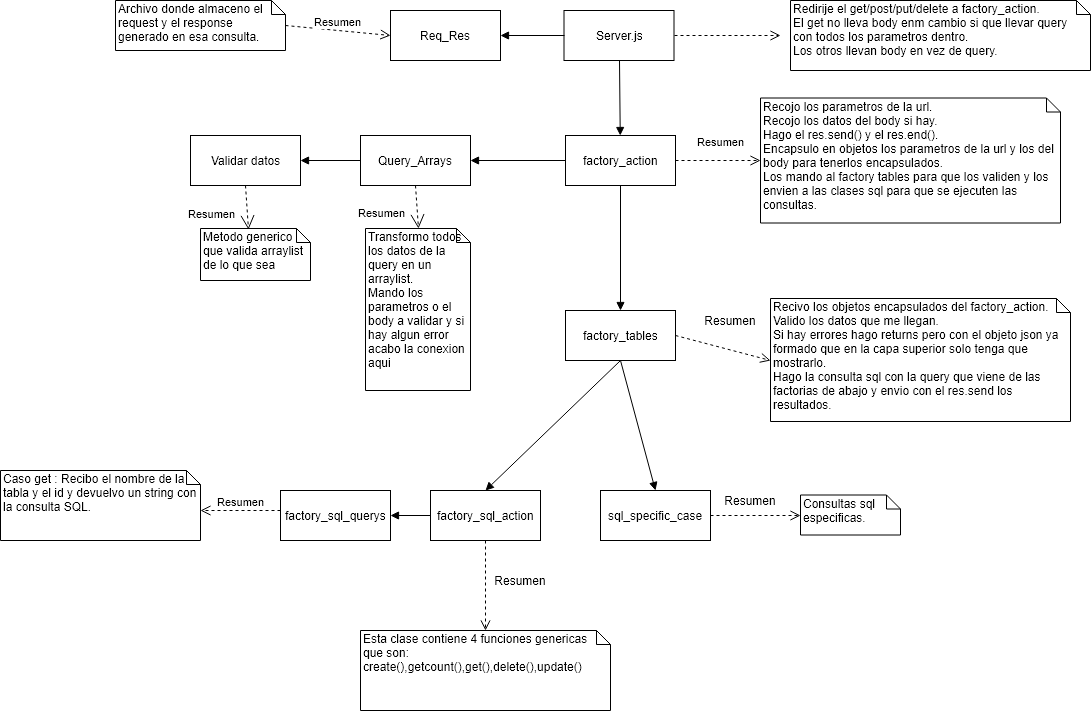 Archivo donde almaceno el
request y el response
generado en esa consulta.
Resumen
Req_Res
Server.js
Redirije el get/post/put/delete a factory_action.
El get no lleva body enm cambio si que llevar query
con todos los parametros dentro.
Los otros llevan body en vez de query.
Validar datos
Query_Arrays
factory_action
Resumen
Recojo los parametros de la url.
Recojo los datos del body si hay.
Hago el res.send() y el res.end().
Encapsulo en objetos los parametros de la url y los del
body para tenerlos encapsulados.
Los mando al factory tables para que los validen y los
envien a las clases sql para que se ejecuten las
consultas.
Resumen
Metodo generico
que valida arraylist
de lo que sea
Resumen
Transformo todos
los datos de la
query en un
arraylist.
Mando los
parametros o el
body a validar y si
hay algun error
acabo la conexion
aqui
factory_tables
Resumen
Recivo los objetos encapsulados del factory_action.
Valido los datos que me llegan.
Si hay errores hago returns pero con el objeto json ya
formado que en la capa superior solo tenga que
mostrarlo.
Hago la consulta sql con la query que viene de las
factorias de abajo y envio con el res.send los
resultados.
Caso get : Recibo el nombre de la
tabla y el id y devuelvo un string con
la consulta SQL.
Resumen
factory_sql_querys
factory_sql_action
sql_specific_case
Resumen
Consultas sql
especificas.
Resumen
Esta clase contiene 4 funciones genericas
que son:
create(),getcount(),get(),delete(),update()